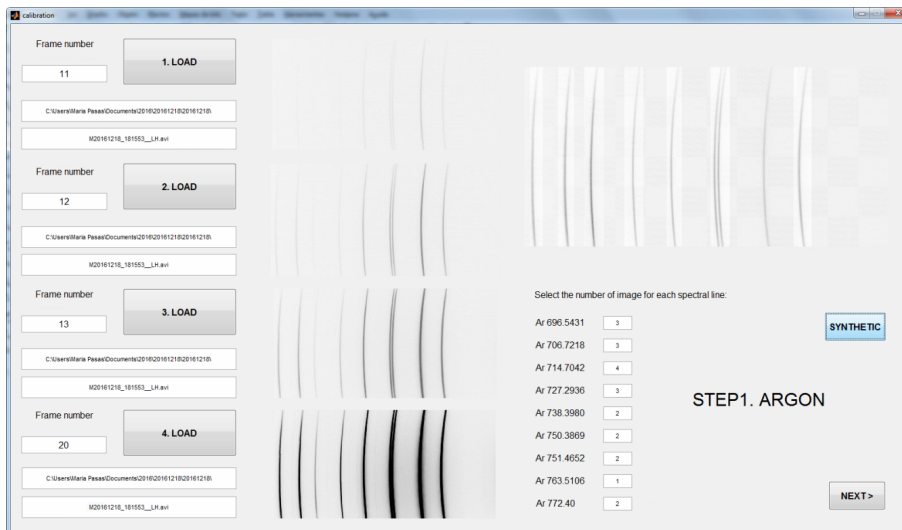 calibration
Frame number
11
1. LOAD
C:\Users\Maria Pasas\Documents\2016\20161218\20161218\
M20161218_181553__LH.avi
Frame number
12
2. LOAD
C:\Users\Maria Pasas\Documents\2016\20161218\20161218\
M20161218_181553__LH.avi
Frame number
13
3. LOAD
C:\Users\Maria Pasas\Documents\2016\20161218\20161218\
M20161218_181553__LH.avi
Frame number
20
4. LOAD
C:\Users\Maria Pasas\Documents\2016\20161218\20161218\
M20161218_181553__LH.avi
Select the number of image for each spectral line:
Ar 696.5431 3
Ar 706.7218 3
Ar 714.7042 4
Ar 727.2936 3
Ar 738.3980 2
Ar 750.3869 2
Ar 751.4652 2
Ar 763.5106 1
Ar 772.40 2
SYNTHETIC
STEP1. ARGON
NEXT >